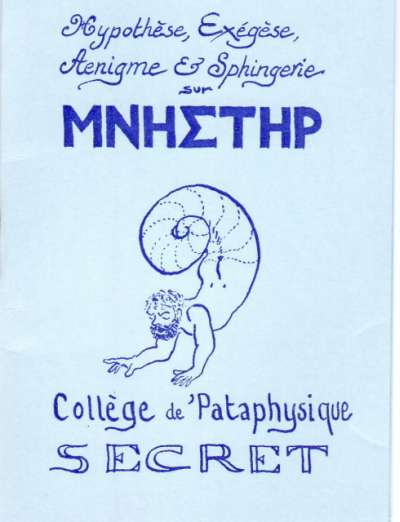 Hypothèse, Exégèse,
Aenigme & Sphingerie
sur
ΜΝΗΣΤΗΡ
Collège de 'Pataphysique
SECRET